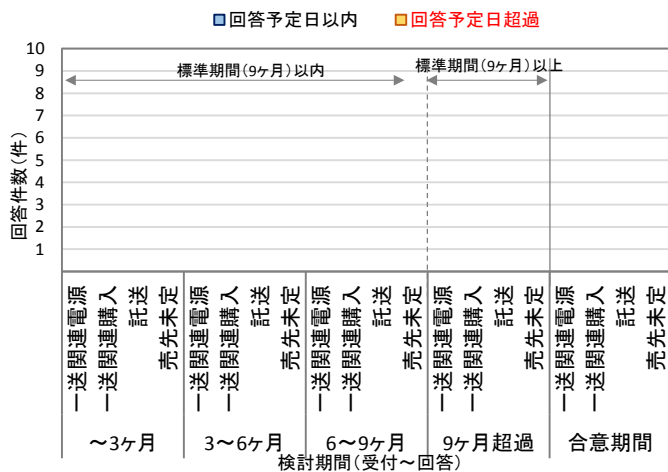 回答予定日以内 回答予定日超過
10
9
8
7
6
5
4
3
2
1
回答件数(件)
標準期間(9ヶ月)以内
標準期間(9ヶ月)以上
一送関連電源 一送関連購入 託送 売先未定 一送関連電源 一送関連購入 託送 売先未定 一送関連電源 一送関連購入 託送 売先未定 一送関連電源 一送関連購入 託送 売先未定 一送関連電源 一送関連購入 託送 売先未定
～3ヶ月 3～6ヶ月 6～9ヶ月 9ヶ月超過 合意期間
検討期間(受付～回答)